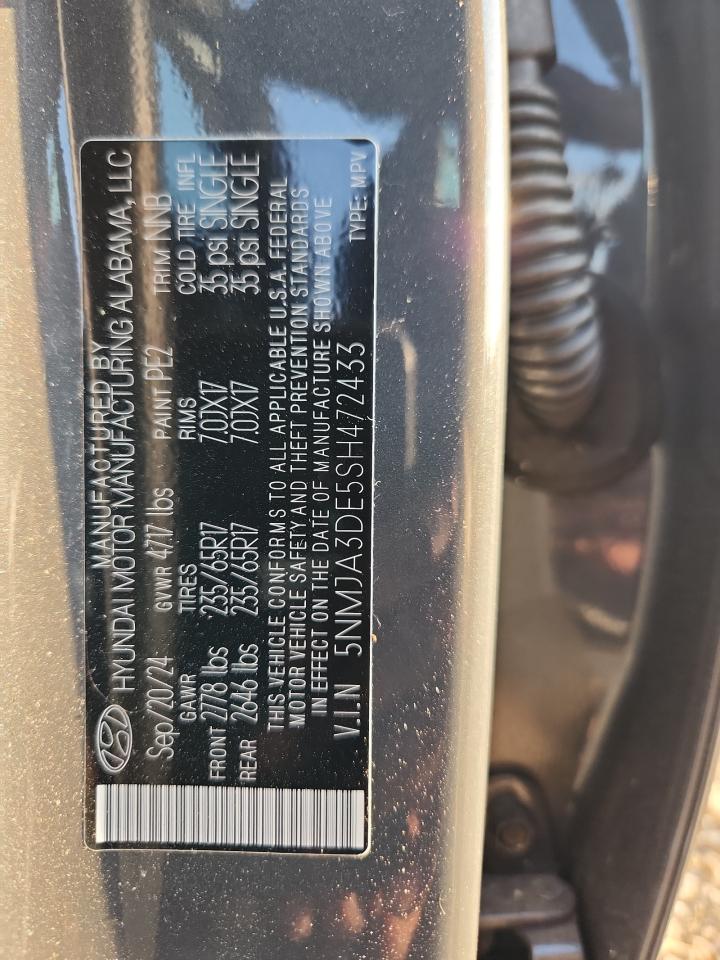 MANUFACTURED BY
HYUNDAI MOTOR MANUFACTURING ALABAMA, LLC
Sep/20/24 GVWR 4717 lbs PAINT PE2 TRIM NNB
GAWR TIRES RIMS COLD TIRE INFL
FRONT 2778 lbs 235/65R17 7.0JX17 35 psi SINGLE
REAR 2646 lbs 235/65R17 7.0JX17 35 psi SINGLE
THIS VEHICLE CONFORMS TO ALL APPLICABLE U.S.A. FEDERAL
MOTOR VEHICLE SAFETY AND THEFT PREVENTION STANDARDS
IN EFFECT ON THE DATE OF MANUFACTURE SHOWN ABOVE
V.I.N 5NMJA3DE5SH472433 TYPE: MPV